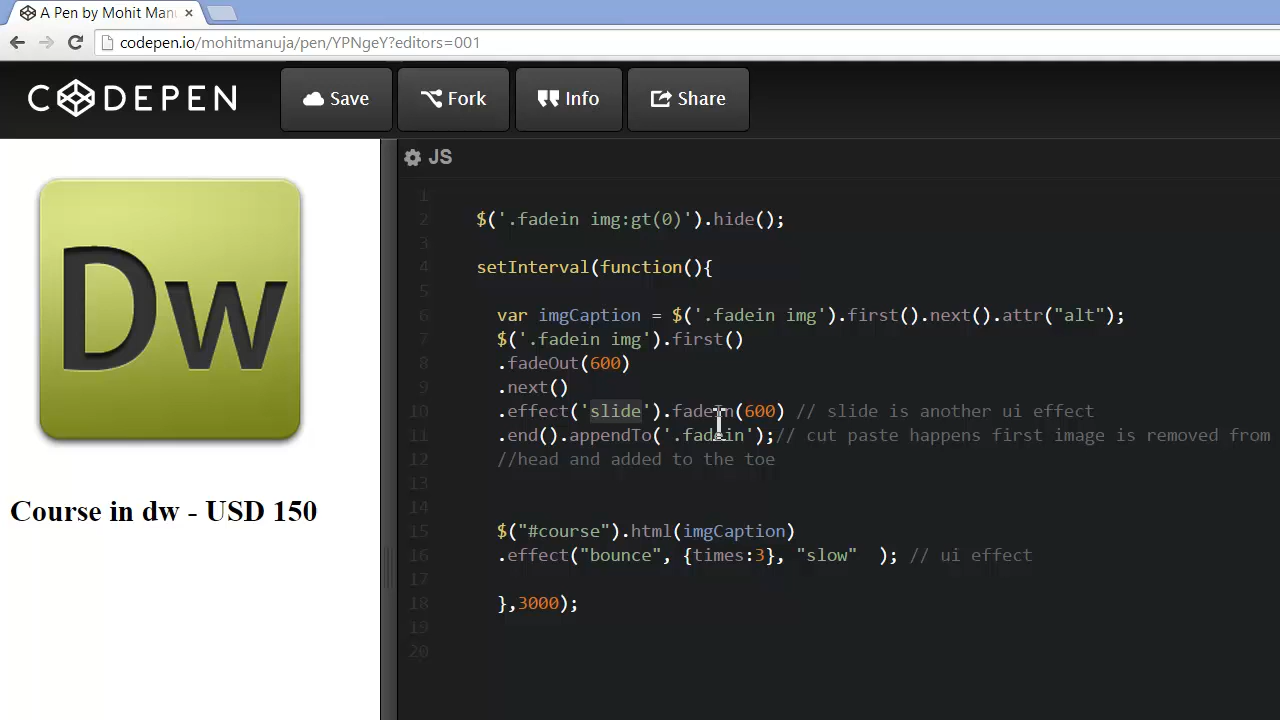 A Pen by Mohit Manu ×
codepen.io/mohitmanuja/pen/YPNgeY?editors=001
CODEPEN Save Fork Info Share
JS
1
2 $('.fadein img:gt(0)').hide();
3
4 setInterval(function(){
5
6 var imgCaption = $('.fadein img').first().next().attr("alt");
7 $('.fadein img').first()
8 .fadeOut(600)
9 .next()
10 .effect('slide').fadeIn(600) // slide is another ui effect
11 .end().appendTo('.fadein');// cut paste happens first image is removed from
12 //head and added to the toe
13
14
15 $("#course").html(imgCaption)
16 .effect("bounce", {times:3}, "slow"  ); // ui effect
17
18 },3000);
19
20
Dw
Course in dw - USD 150